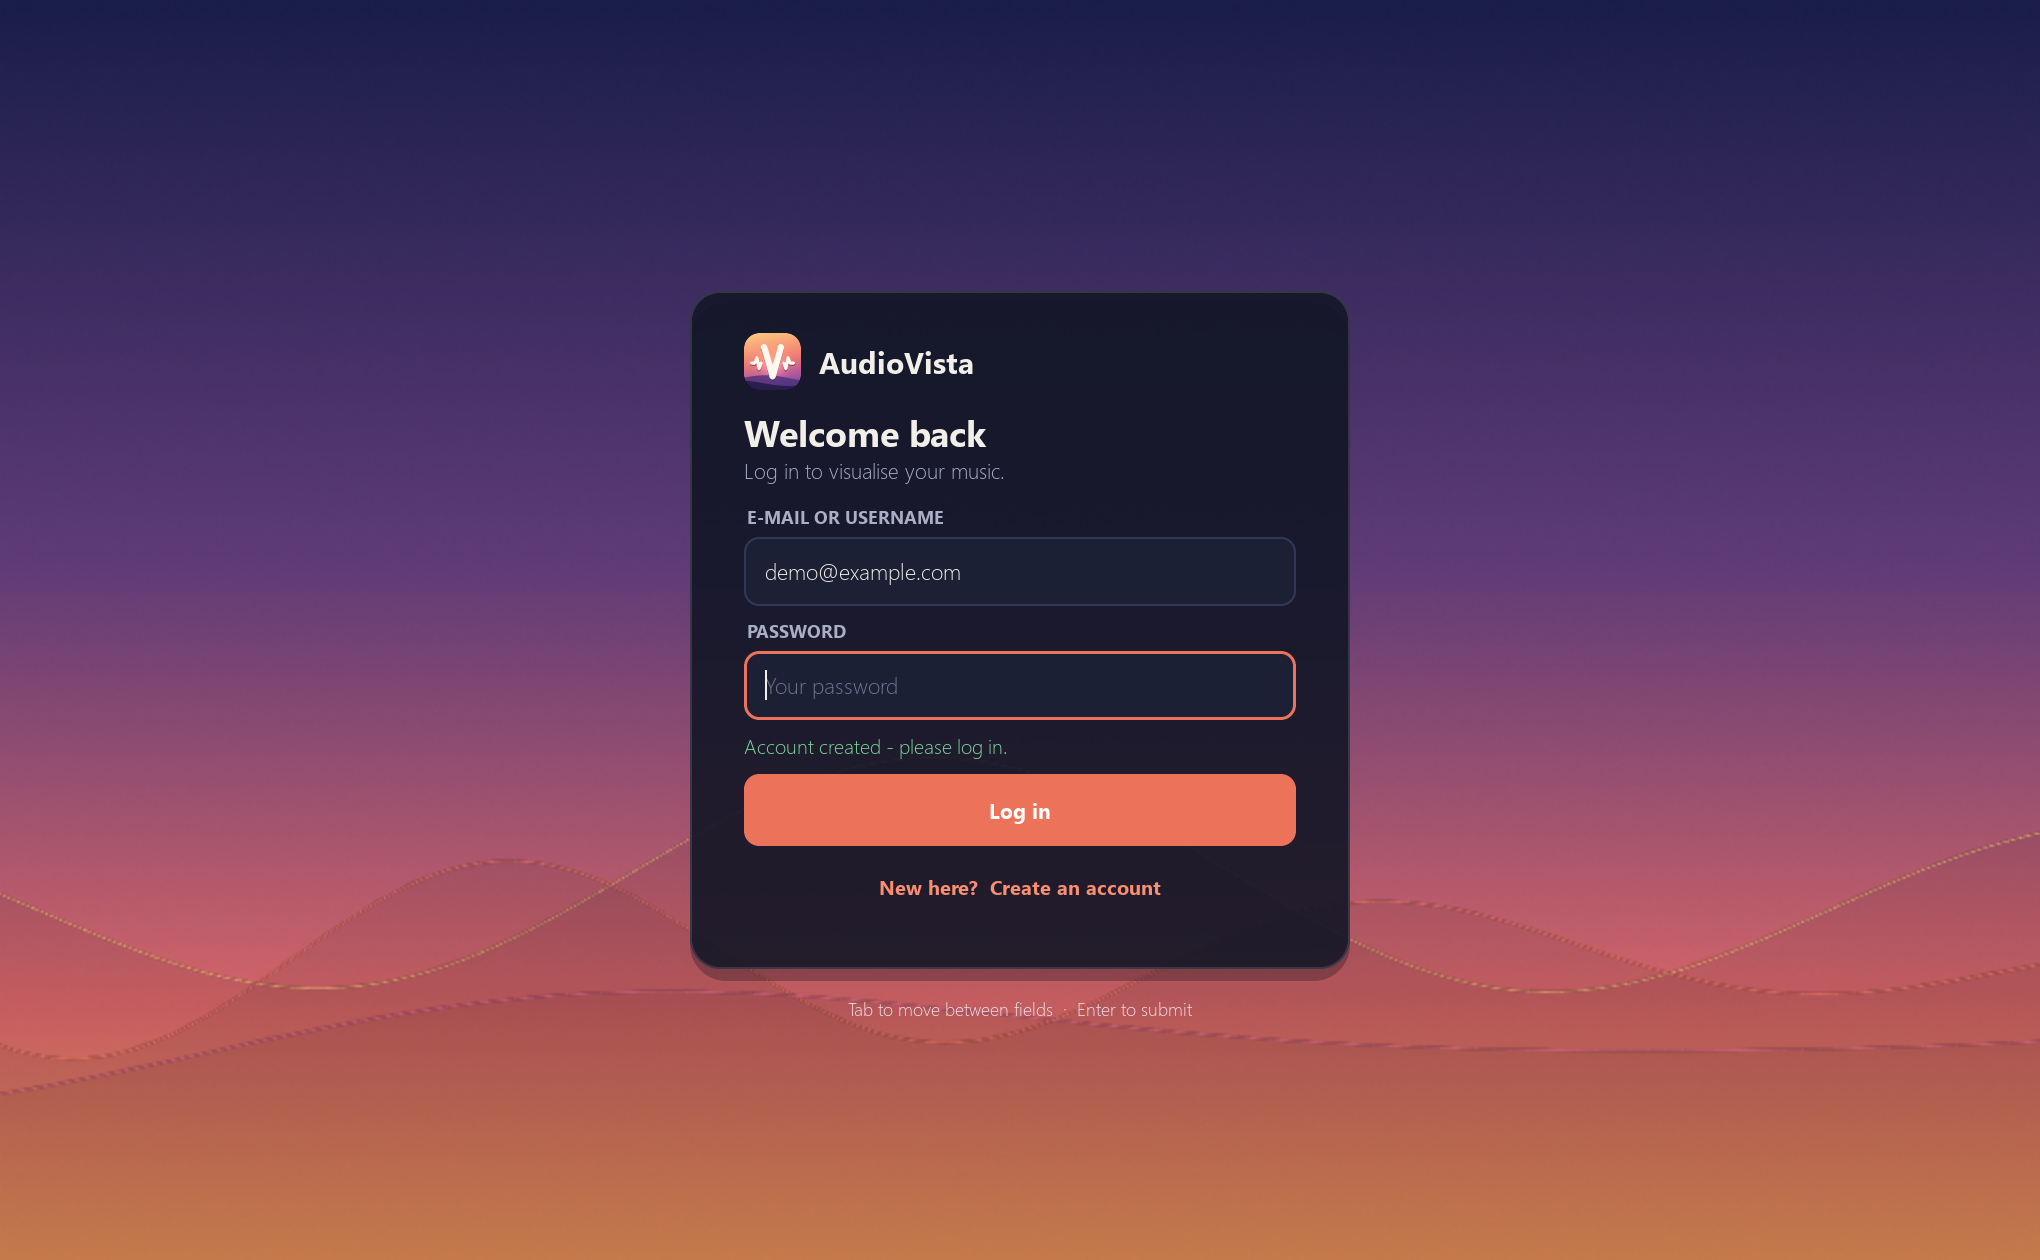 AudioVista
Welcome back
Log in to visualise your music.
E-MAIL OR USERNAME
demo@example.com
PASSWORD
Your password
Account created - please log in.
Log in
New here? Create an account
Tab to move between fields · Enter to submit